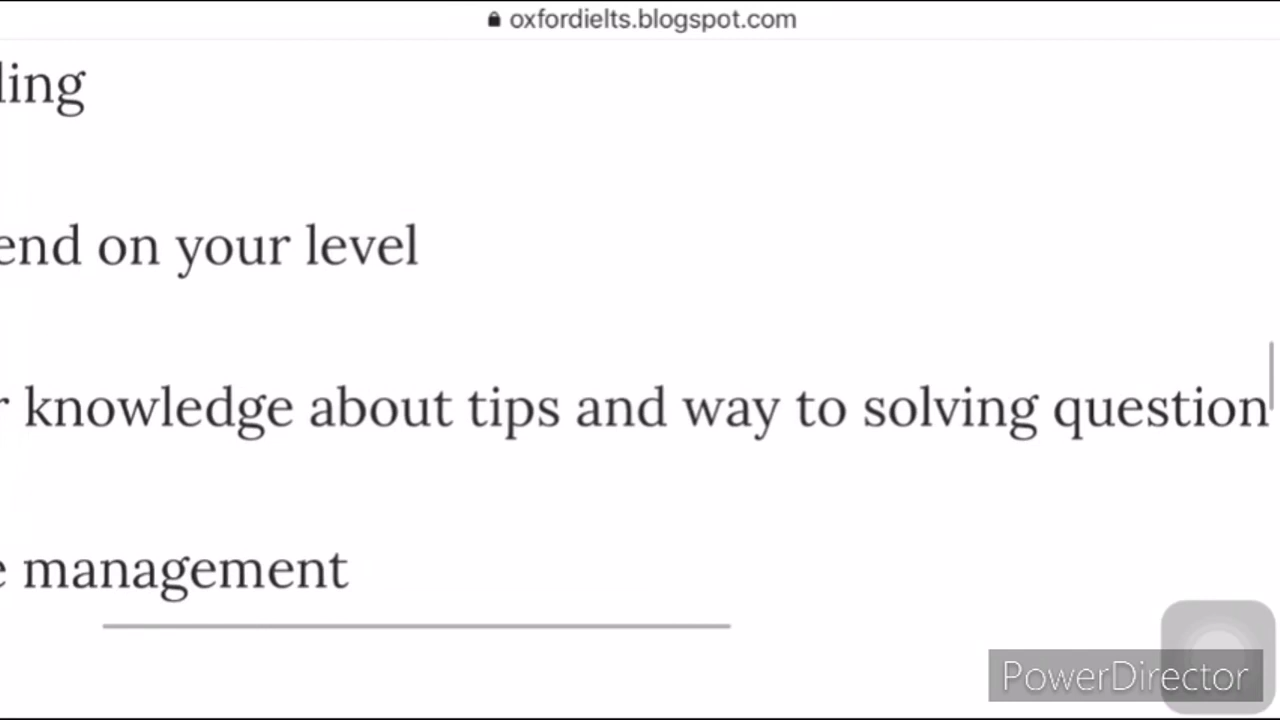 oxfordielts.blogspot.com
ling
end on your level
r knowledge about tips and way to solving question
e management
PowerDirector